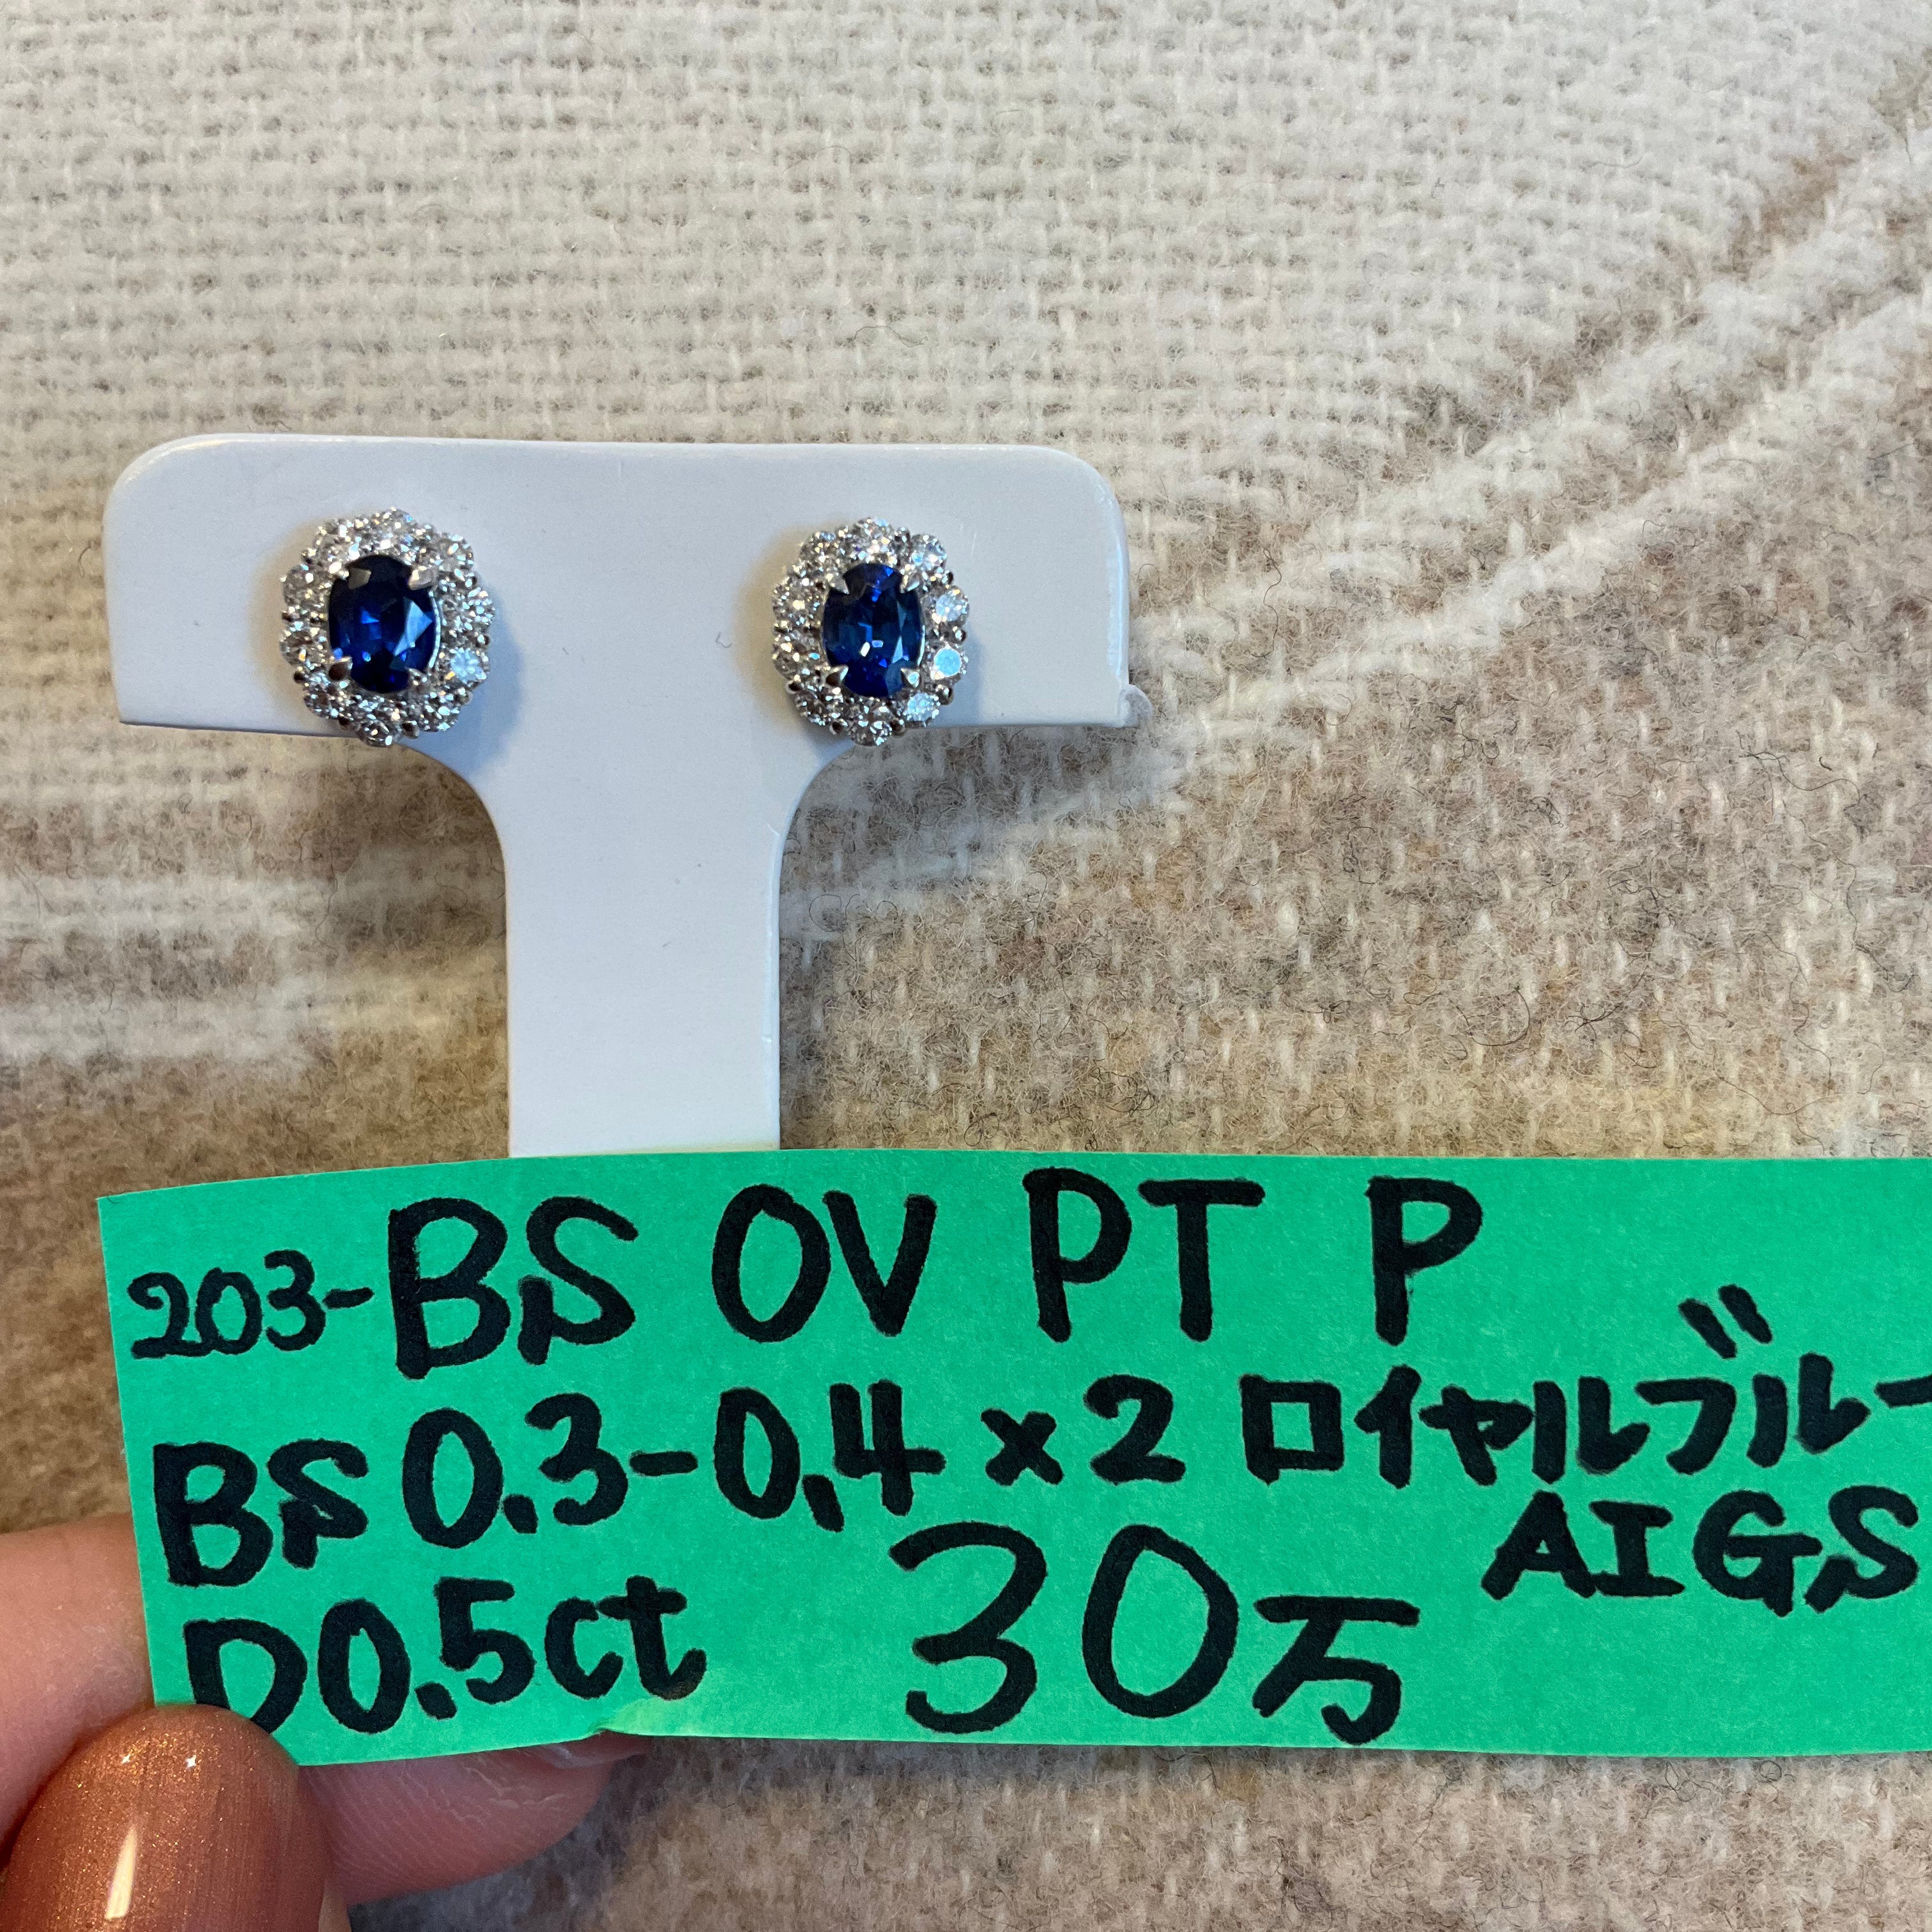 203-BS OV PT P
BS 0.3-0.4×2 ロイヤルブルー
AIGS
D0.5ct 30万